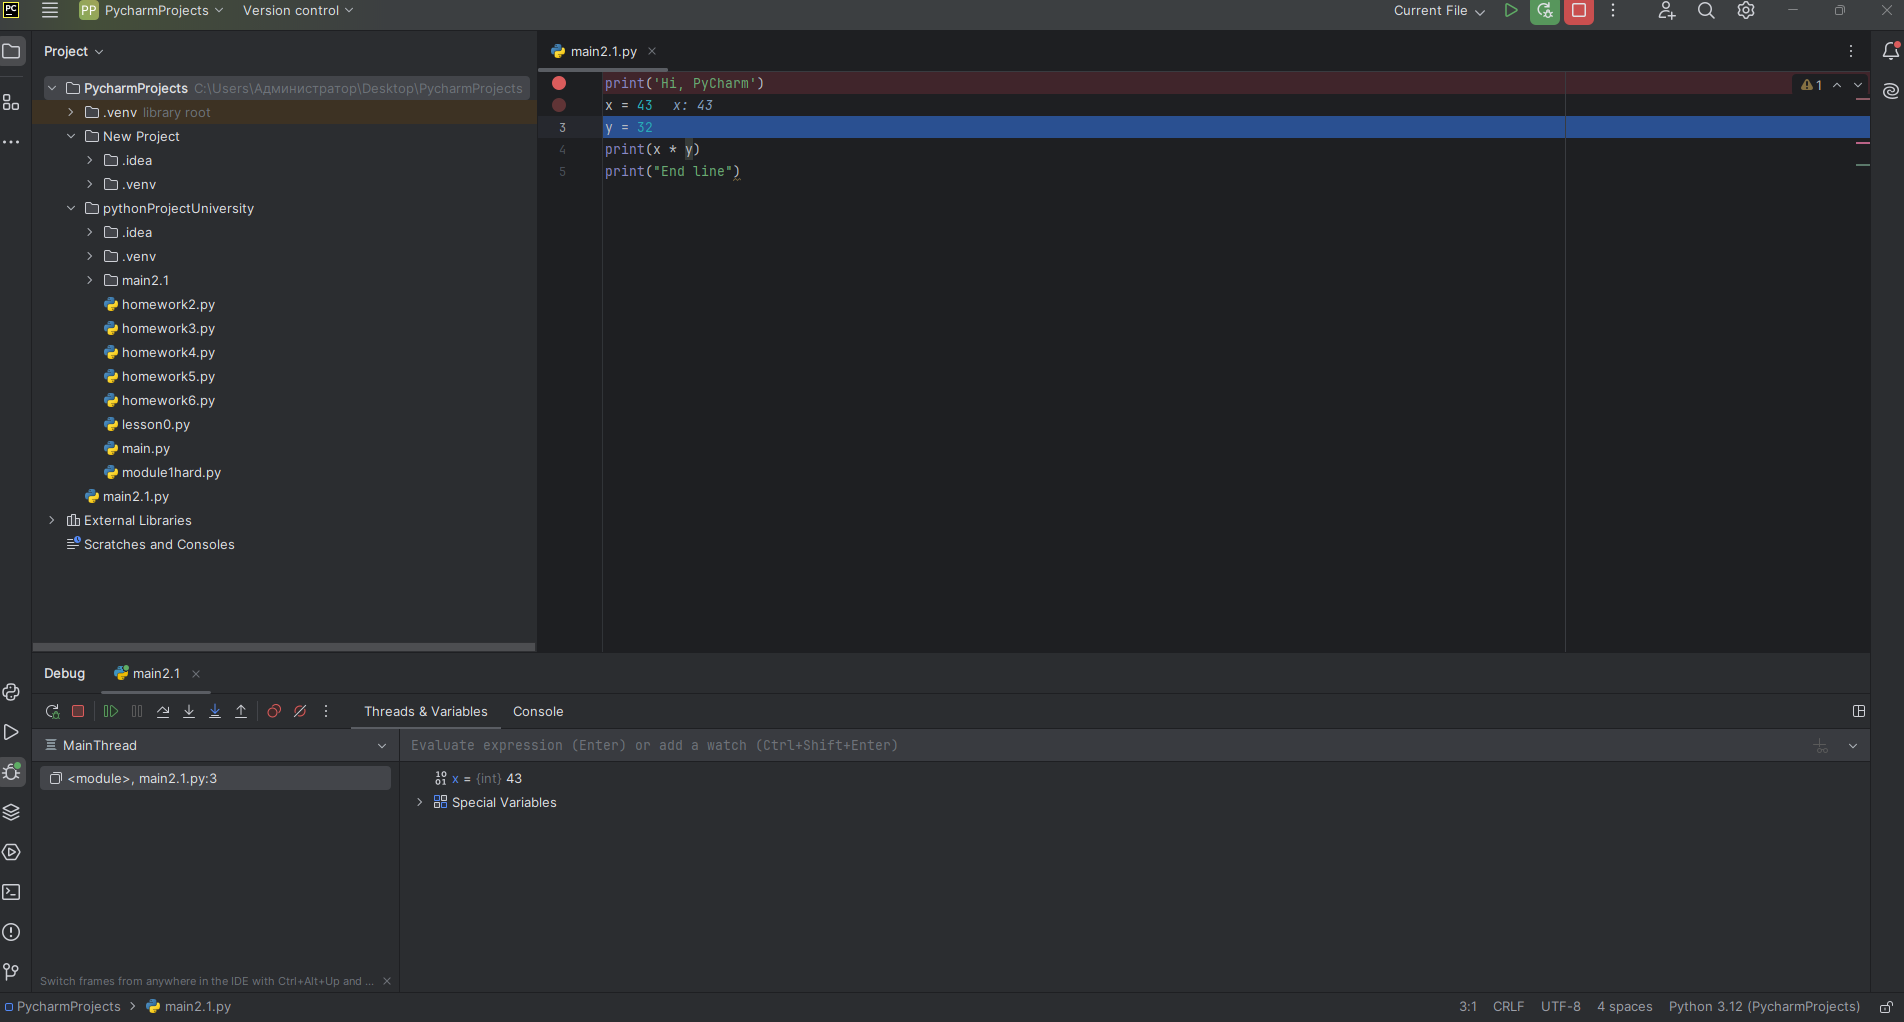 PC PP PycharmProjects Version control Current File
Project
main2.1.py
PycharmProjects C:\Users\Администратор\Desktop\PycharmProjects
.venv library root
New Project
.idea
.venv
pythonProjectUniversity
.idea
.venv
main2.1
homework2.py
homework3.py
homework4.py
homework5.py
homework6.py
lesson0.py
main.py
module1hard.py
main2.1.py
External Libraries
Scratches and Consoles
print('Hi, PyCharm')
1
x = 43 x: 43
3 y = 32
4 print(x * y)
5 print("End line")
Debug main2.1
Threads & Variables Console
MainThread
Evaluate expression (Enter) or add a watch (Ctrl+Shift+Enter)
<module>, main2.1.py:3
10 01 x = {int} 43
Special Variables
Switch frames from anywhere in the IDE with Ctrl+Alt+Up and ...
PycharmProjects main2.1.py
3:1 CRLF UTF-8 4 spaces Python 3.12 (PycharmProjects)